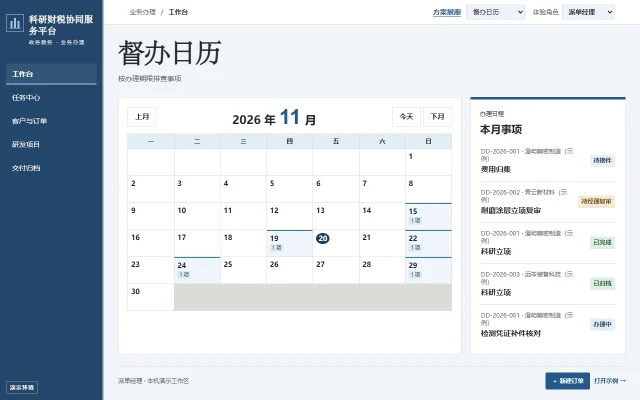 科研财税协同服
务平台
政务服务 · 业务办理
工作台
任务中心
客户与订单
研发项目
交付归档
演示环境
业务办理 / 工作台
方案展厅
督办日历
体验角色
派单经理
督办日历
按办理期限排查事项
上月
2026 年 11 月
今天
下月
一 二 三 四 五 六 日
1
2 3 4 5 6 7 8
9 10 11 12 13 14 15
1 项
16 17 18 19 20 21 22
1 项 1 项
23 24 25 26 27 28 29
1 项 1 项
30
办理日程
本月事项
DD-2026-001 · 澄屿精密制造（示
例）
费用归集
待接件
DD-2026-002 · 霁云新材料（示
例）
耐磨涂层立项复审
待经理复审
DD-2026-001 · 澄屿精密制造（示
例）
科研立项
已完成
DD-2026-003 · 远岑装备科技（示
例）
科研立项
已归档
DD-2026-001 · 澄屿精密制造（示
例）
检测凭证补件核对
办理中
派单经理 · 本机演示工作区
+ 新建订单
打开示例 →